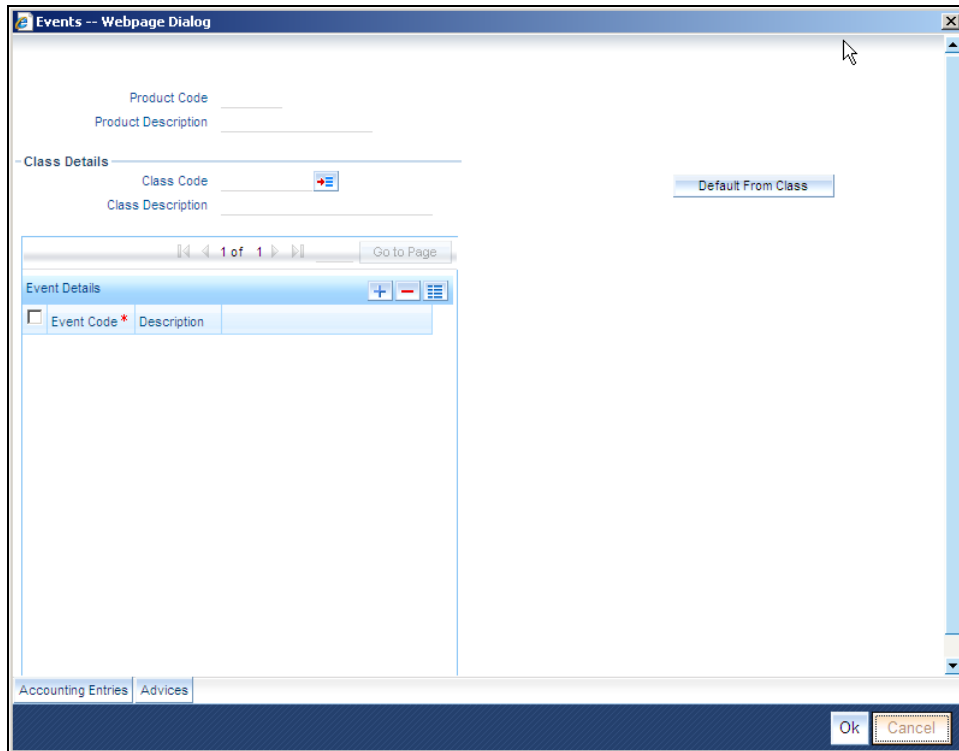 Events -- Webpage Dialog
Product Code
Product Description
Class Details
Class Code
Default From Class
Class Description
1 of 1 Go to Page
Event Details
Event Code * Description
Accounting Entries Advices
Ok Cancel